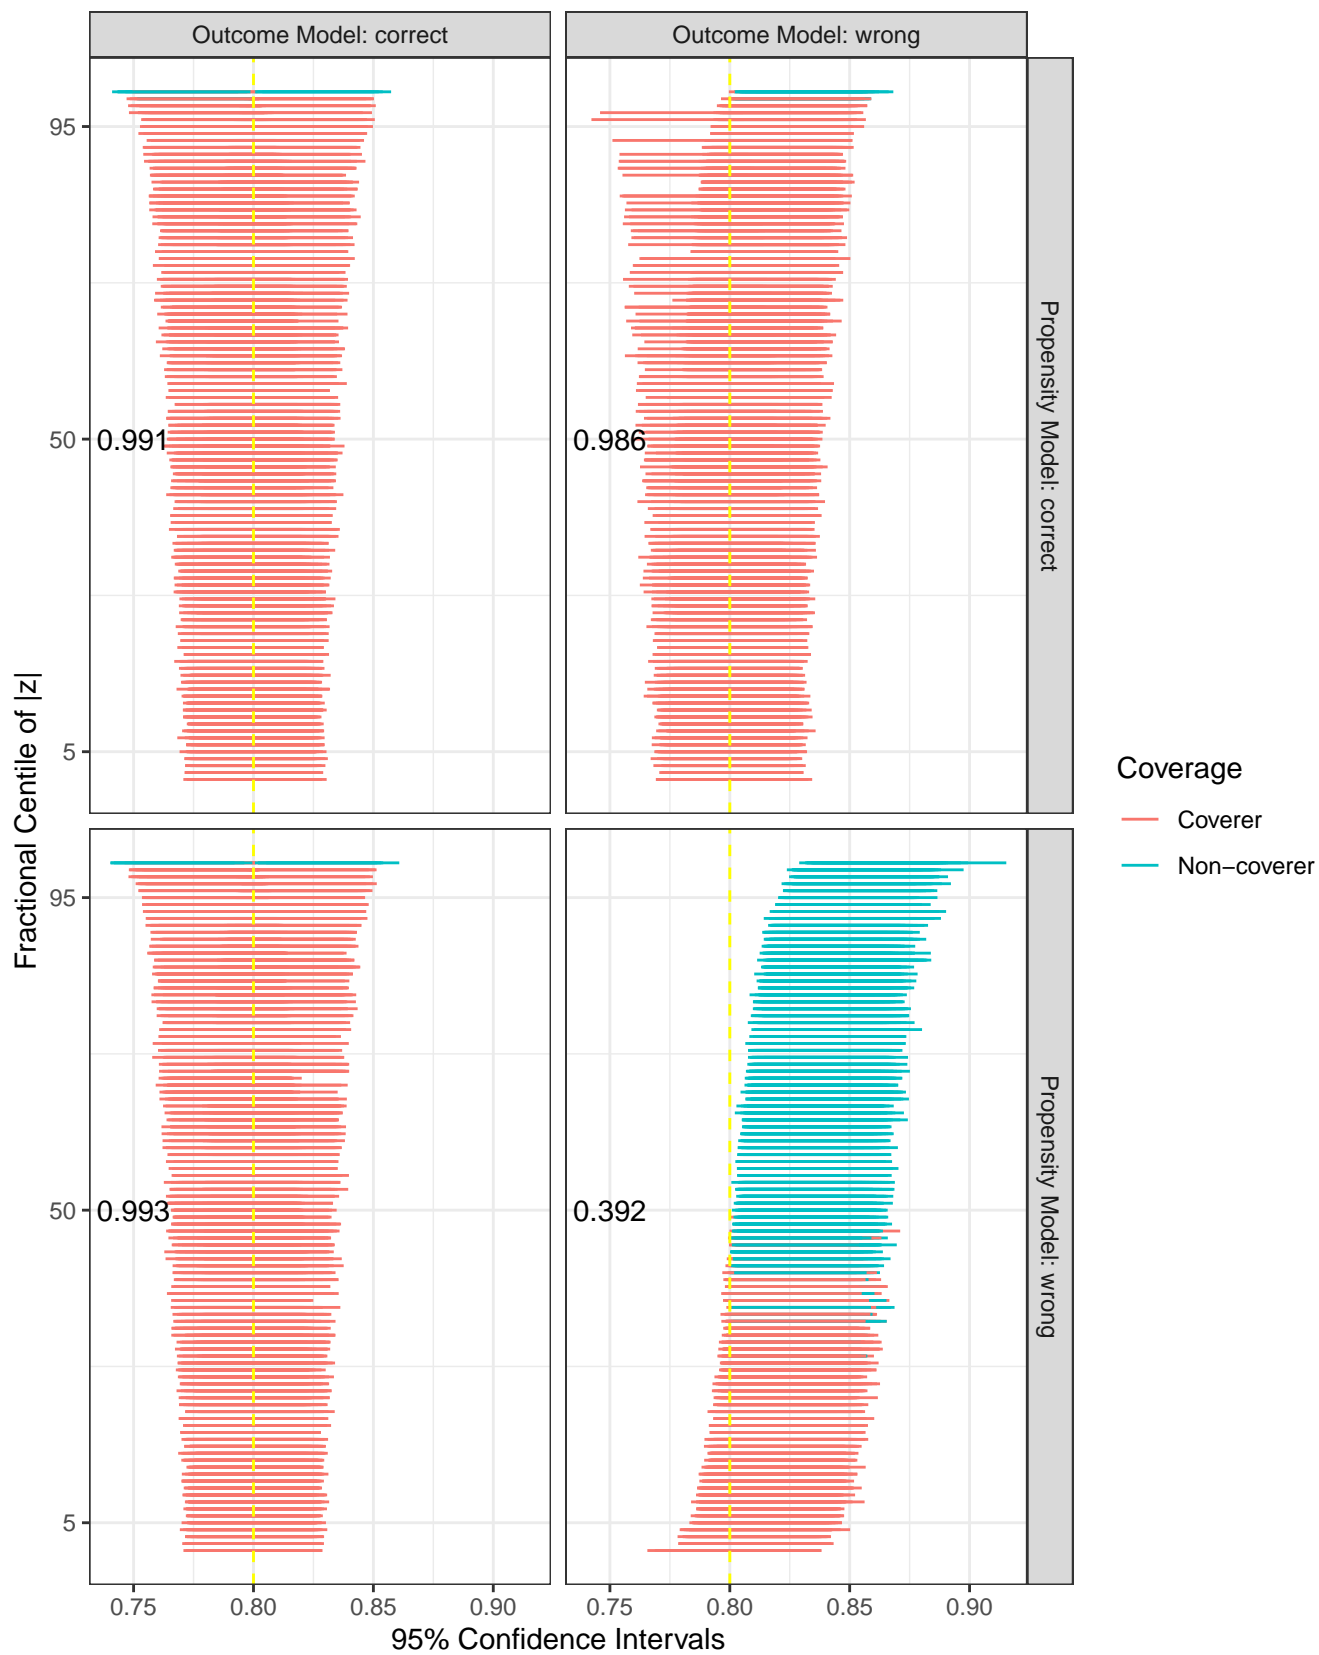 Outcome Model: correct
Outcome Model: wrong
95
50
5
0.991
0.986
Propensity Model: correct
Fractional Centile of |z|
95
50
5
0.993
0.392
Propensity Model: wrong
0.75
0.80
0.85
0.90
0.75
0.80
0.85
0.90
95% Confidence Intervals
Coverage
Coverer
Non−coverer